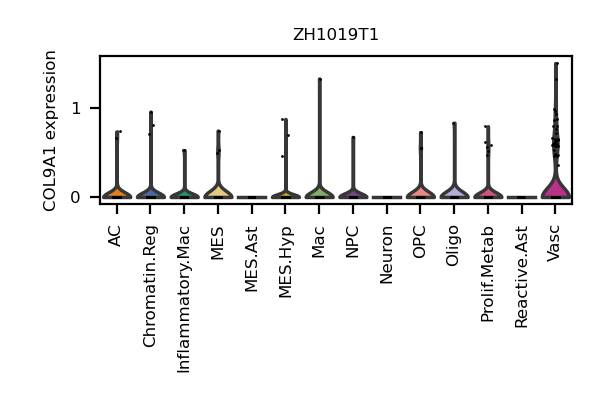 ZH1019T1
COL9A1 expression
1
0
AC
Chromatin.Reg
Inflammatory.Mac
MES
MES.Ast
MES.Hyp
Mac
NPC
Neuron
OPC
Oligo
Prolif.Metab
Reactive.Ast
Vasc